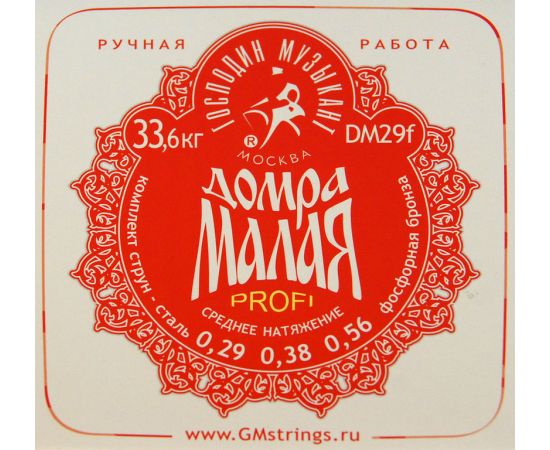 РУЧНАЯ РАБОТА
ГОСПОДИН МУЗЫКАНТ
®
МОСКВА
33,6КГ
DM29f
ДОМРА
МАЛАЯ
PROFI
СРЕДНЕЕ НАТЯЖЕНИЕ
комплект струн - сталь 0,29 0,38 0,56 фосфорная бронза
www.GMstrings.ru